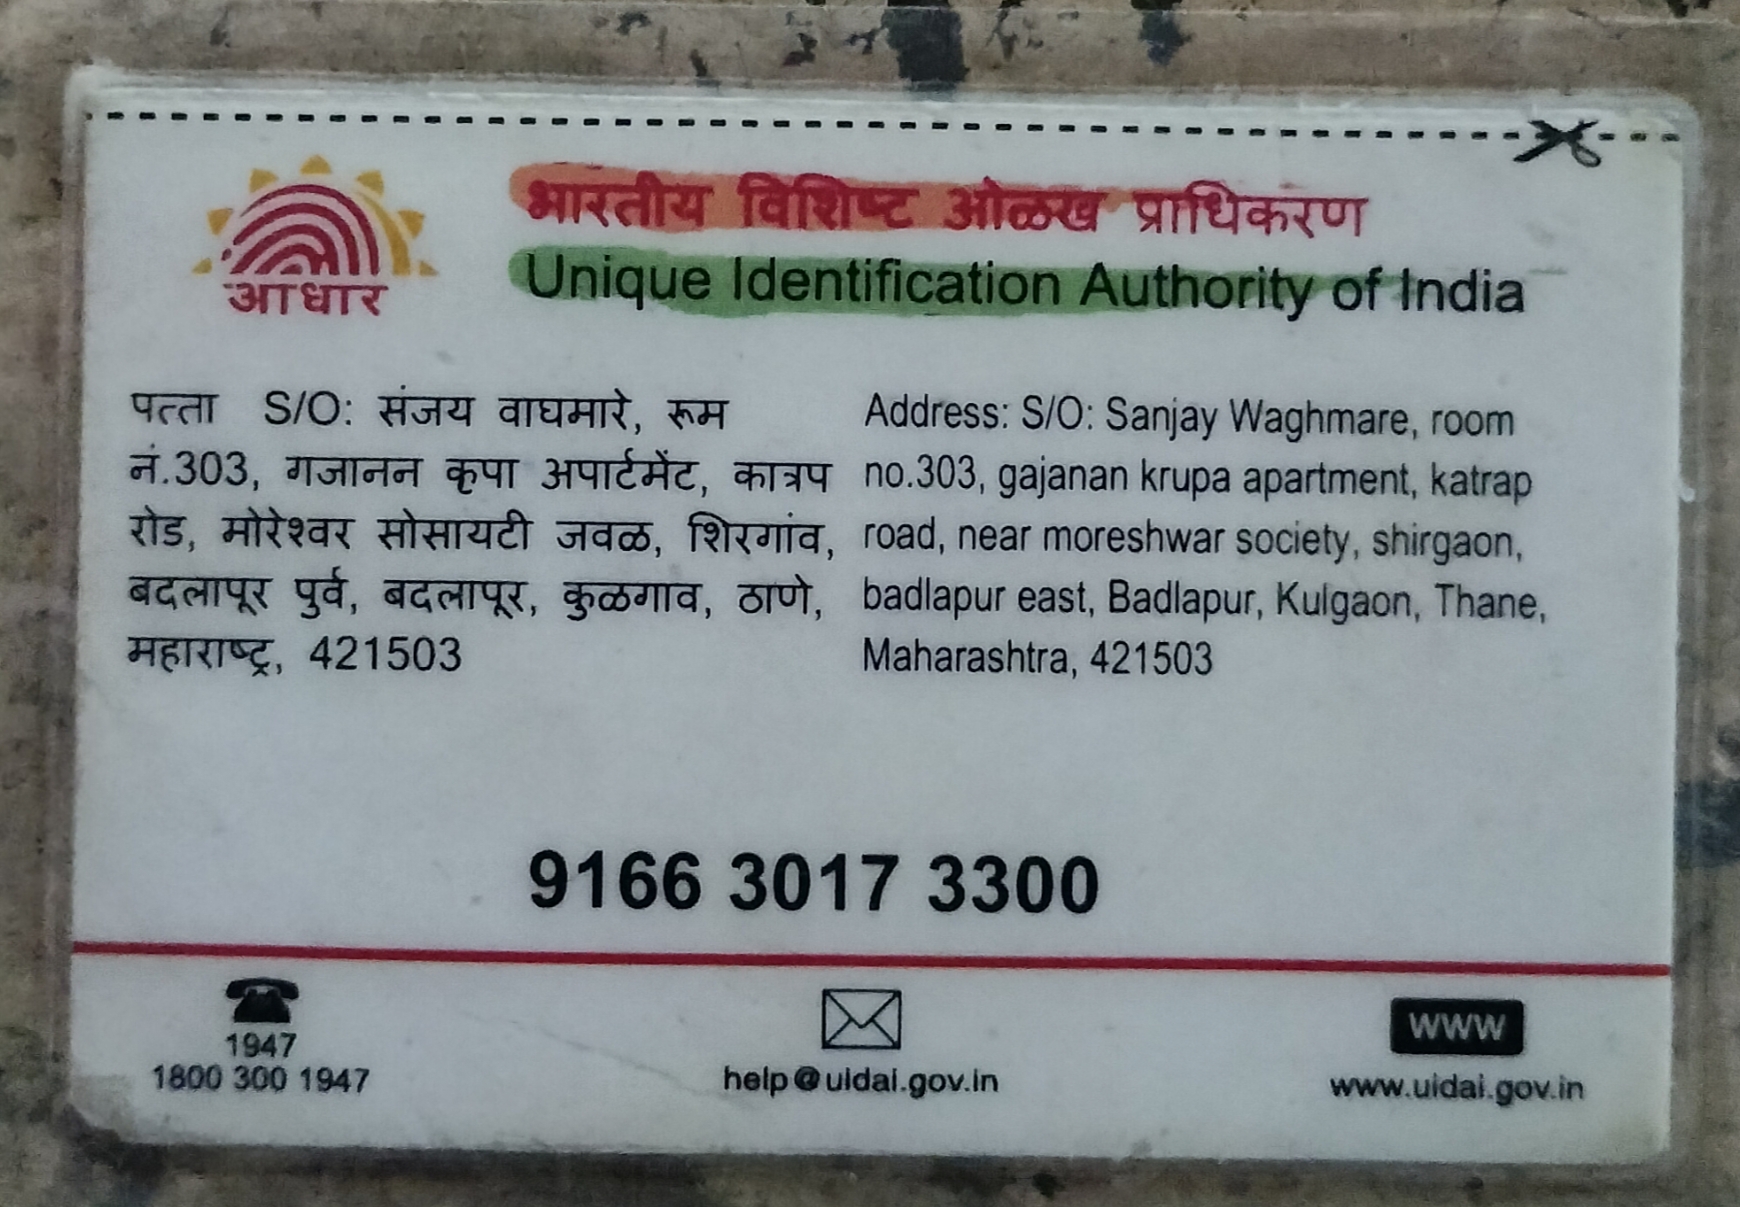 आधार
भारतीय विशिष्ट ओळख प्राधिकरण
Unique Identification Authority of India
पत्ता S/O: संजय वाघमारे, रूम
नं.303, गजानन कृपा अपार्टमेंट, कात्रप
रोड, मोरेश्वर सोसायटी जवळ, शिरगांव,
बदलापूर पुर्व, बदलापूर, कुळगाव, ठाणे,
महाराष्ट्र, 421503
Address: S/O: Sanjay Waghmare, room
no.303, gajanan krupa apartment, katrap
road, near moreshwar society, shirgaon,
badlapur east, Badlapur, Kulgaon, Thane,
Maharashtra, 421503
9166 3017 3300
1947
1800 300 1947
help@uidai.gov.in
WWW
www.uidai.gov.in